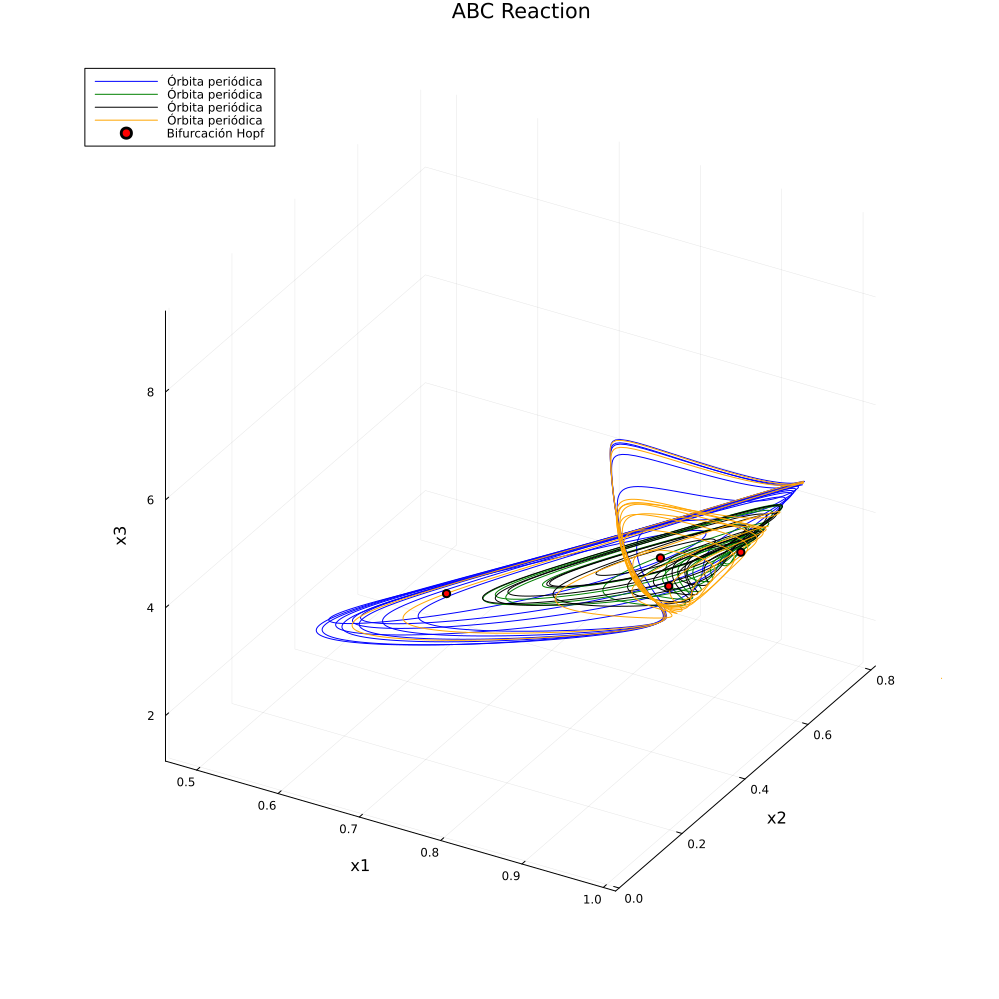 ABC Reaction
Órbita periódica
Órbita periódica
Órbita periódica
Órbita periódica
Bifurcación Hopf
8
6
4
2
x3
0.5
0.6
0.7
0.8
0.9
1.0
x1
0.0
0.2
0.4
0.6
0.8
x2